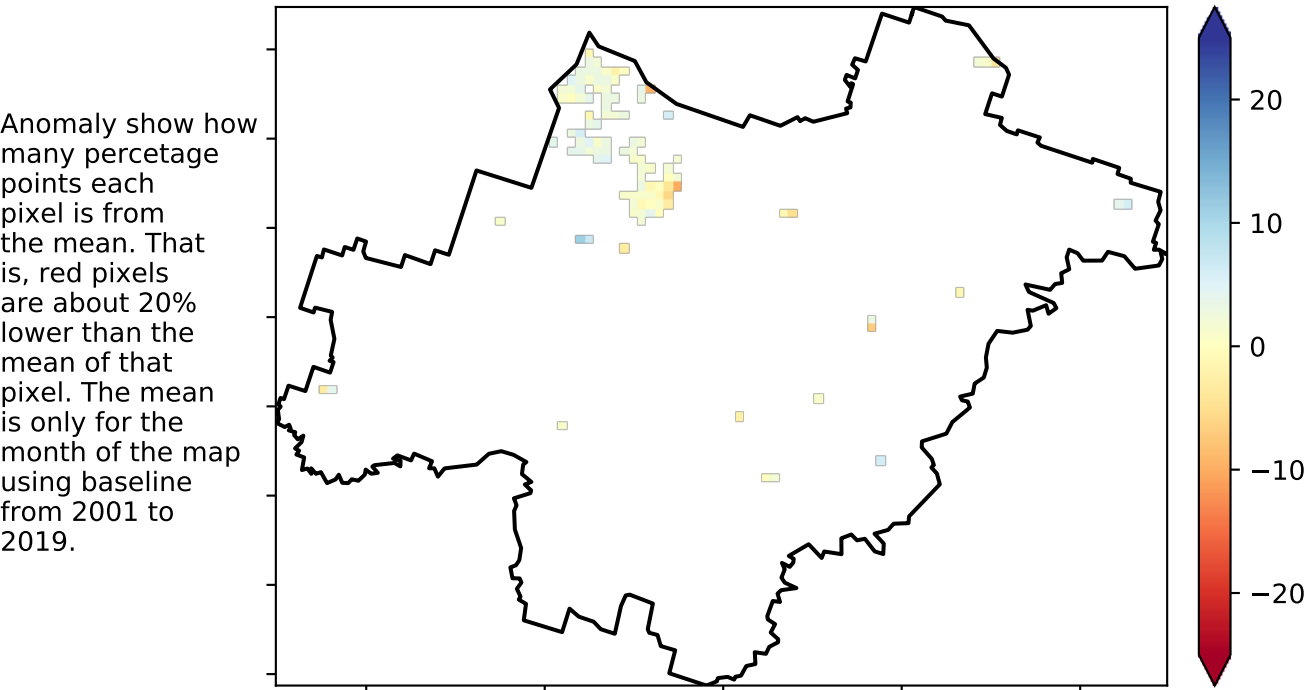 Anomaly show how
many percetage
points each
pixel is from
the mean. That
is, red pixels
are about 20%
lower than the
mean of that
pixel. The mean
is only for the
month of the map
using baseline
from 2001 to
2019.
20
10
0
−10
−20